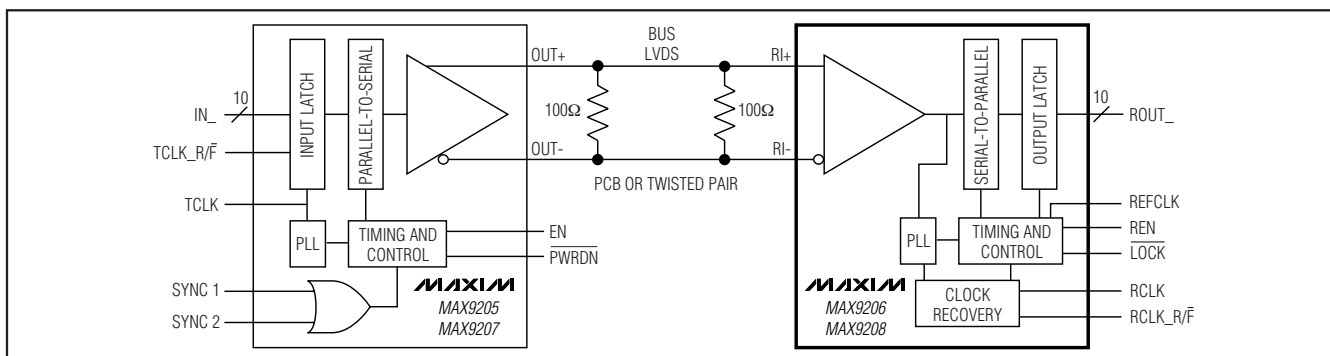 IN_
10
TCLK_R/F̅
TCLK
SYNC 1
SYNC 2
INPUT LATCH
PARALLEL-TO-SERIAL
PLL
TIMING AND
CONTROL
EN
P̅W̅R̅D̅N̅
MAXIM
MAX9205
MAX9207
OUT+
OUT-
BUS
LVDS
100Ω
100Ω
PCB OR TWISTED PAIR
RI+
RI-
SERIAL-TO-PARALLEL
OUTPUT LATCH
10
ROUT_
PLL
TIMING AND
CONTROL
REFCLK
REN
L̅O̅C̅K̅
CLOCK
RECOVERY
RCLK
RCLK_R/F̅
MAXIM
MAX9206
MAX9208